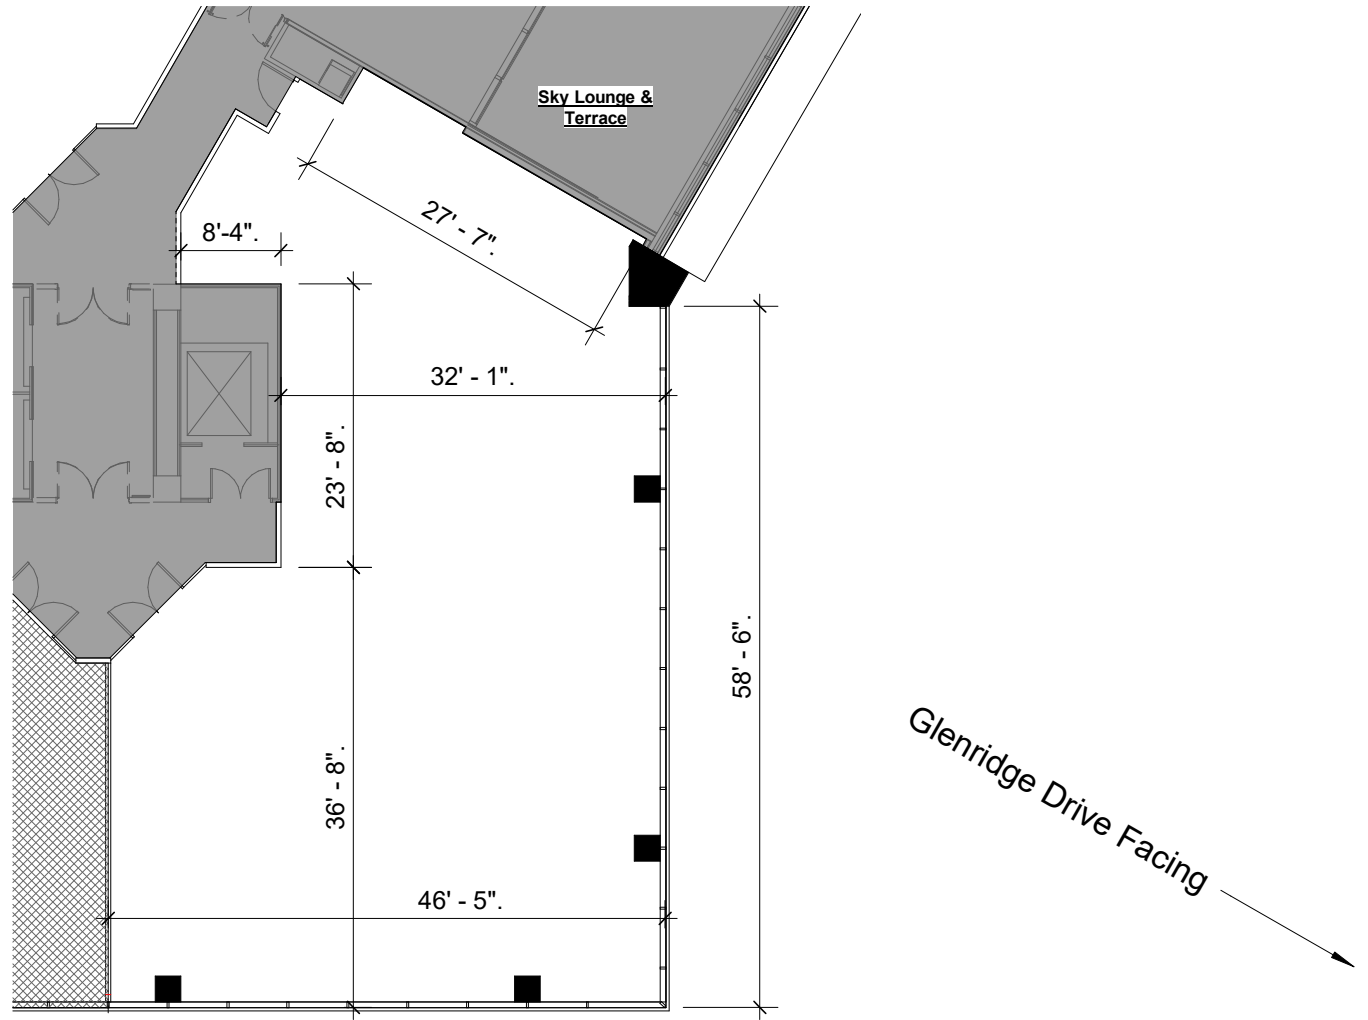 Sky Lounge &
Terrace
27' - 7".
8'-4".
32' - 1".
23' - 8".
58' - 6".
Glenridge Drive Facing
36' - 8".
46' - 5".